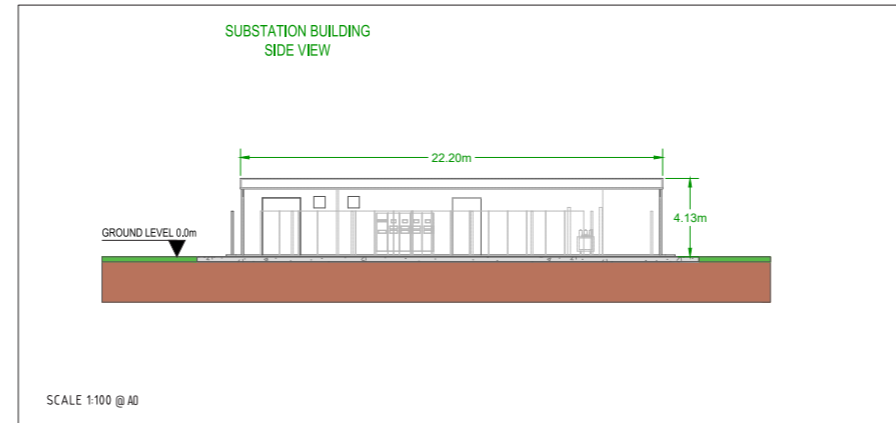 SUBSTATION BUILDING
SIDE VIEW
22.20m
4.13m
GROUND LEVEL 0.0m
SCALE 1:100 @ A0